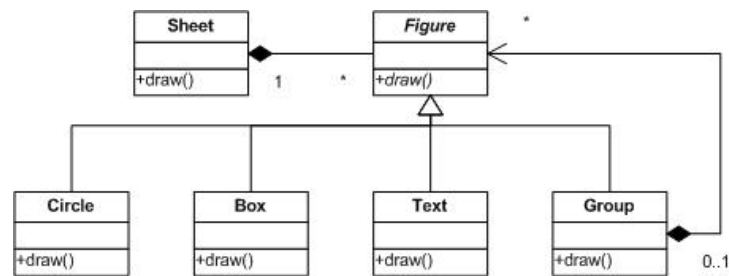 Sheet
+draw()
1
*
Figure
+draw()
*
Circle
+draw()
Box
+draw()
Text
+draw()
Group
+draw()
0..1